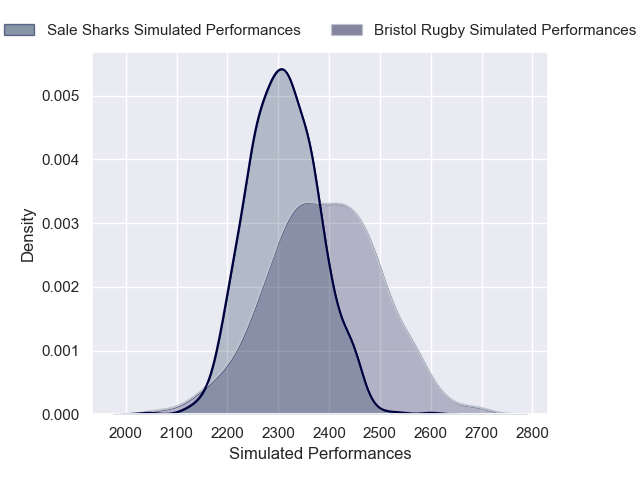 Sale Sharks Simulated Performances Bristol Rugby Simulated Performances
0.005
0.004
0.003
0.002
0.001
0.000
Density
2000 2100 2200 2300 2400 2500 2600 2700 2800
Simulated Performances